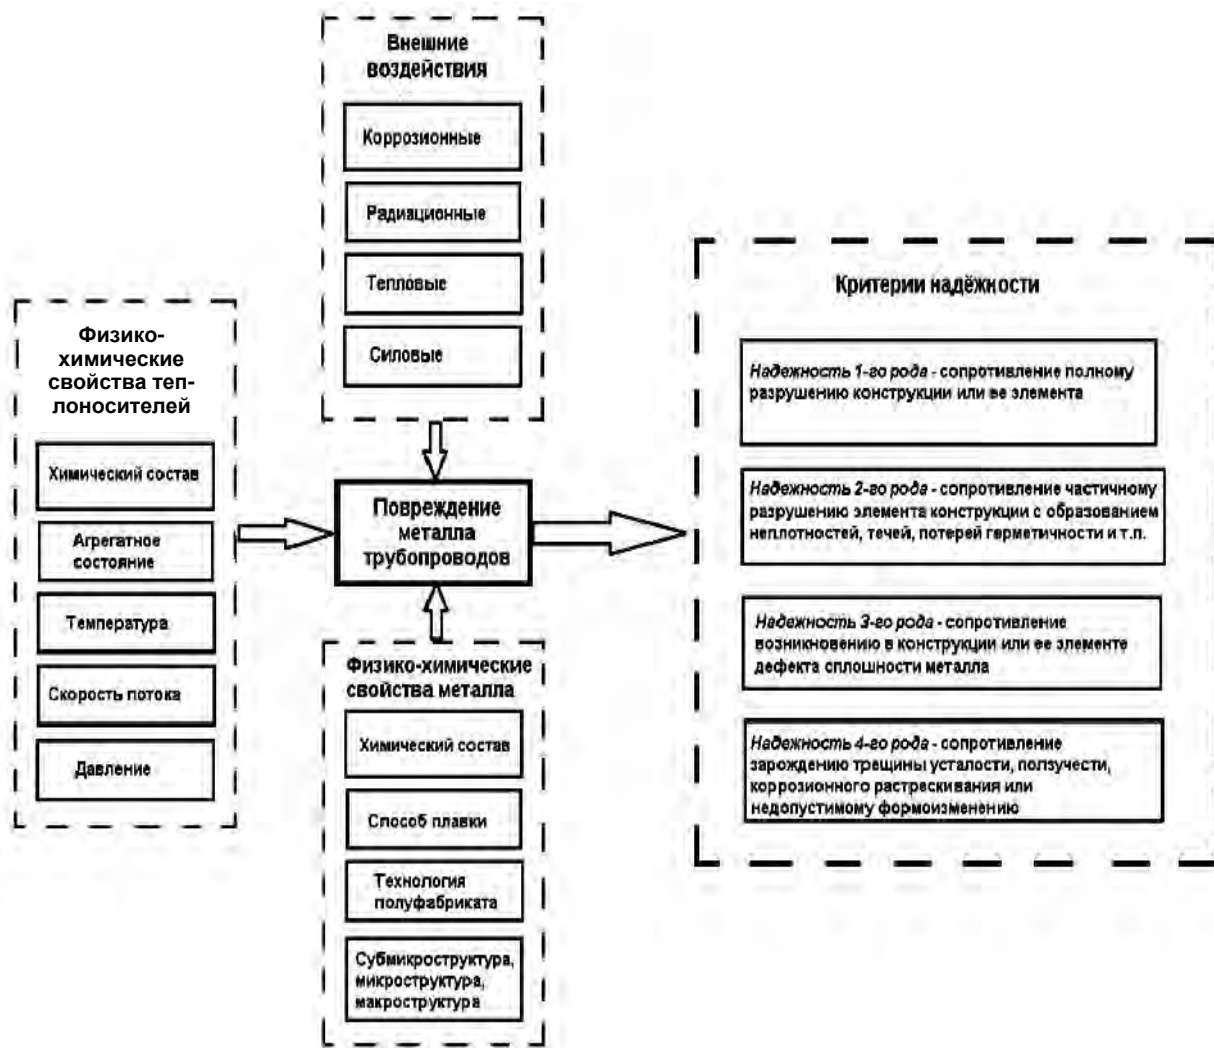 Внешние
воздействия
Коррозионные
Радиационные
Тепловые
Силовые
Физико-
химические
свойства теп-
лоносителей
Химический состав
Агрегатное
состояние
Температура
Скорость потока
Давление
Повреждение
металла
трубопроводов
Физико-химические
свойства металла
Химический состав
Способ плавки
Технология
полуфабриката
Субмикроструктура,
микроструктура,
макроструктура
Критерии надёжности
Надежность 1-го рода - сопротивление полному
разрушению конструкции или ее элемента
Надежность 2-го рода - сопротивление частичному
разрушению элемента конструкции с образованием
неплотностей, течей, потерей герметичности и т.п.
Надежность 3-го рода - сопротивление
возникновению в конструкции или ее элементе
дефекта сплошности металла
Надежность 4-го рода - сопротивление
зарождению трещины усталости, ползучести,
коррозионного растрескивания или
недопустимому формоизменению